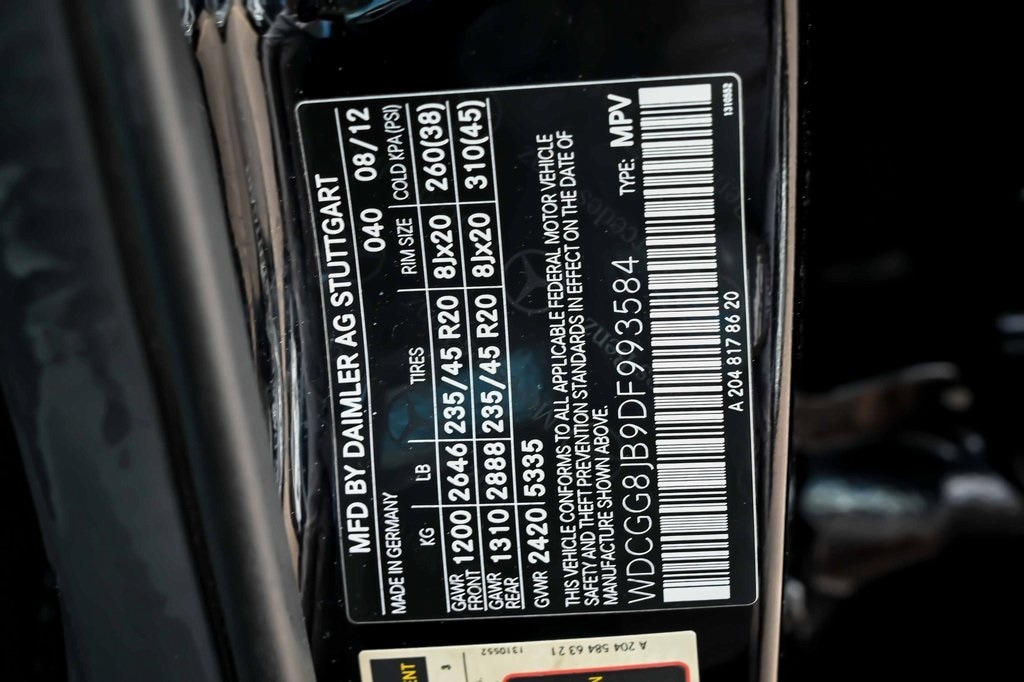 MFD BY DAIMLER AG STUTTGART
MADE IN GERMANY 040 08/12
KG LB TIRES RIM SIZE COLD KPA(PSI)
GAWR FRONT 1200 2646 235/45 R20 8Jx20 260(38)
GAWR REAR 1310 2888 235/45 R20 8Jx20 310(45)
GVWR 2420 5335
THIS VEHICLE CONFORMS TO ALL APPLICABLE FEDERAL MOTOR VEHICLE
SAFETY AND THEFT PREVENTION STANDARDS IN EFFECT ON THE DATE OF
MANUFACTURE SHOWN ABOVE.
WDCGG8JB9DF993584 TYPE: MPV
A 204 817 86 20
1310552
A 204 584 63 21
1310552
3